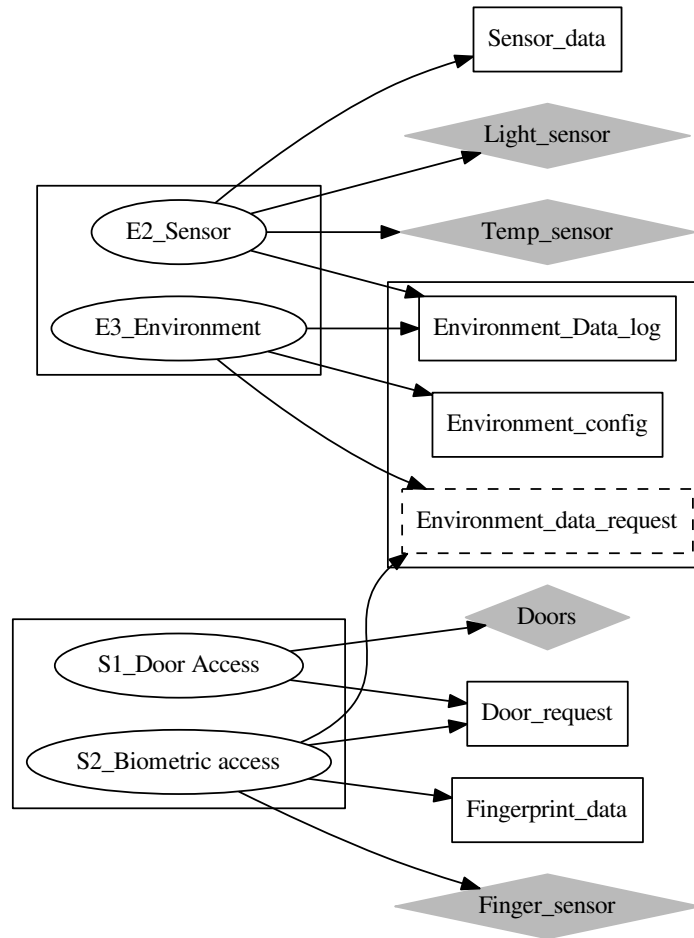 Sensor_data
Light_sensor
E2_Sensor
Temp_sensor
E3_Environment
Environment_Data_log
Environment_config
Environment_data_request
Doors
S1_Door Access
Door_request
S2_Biometric access
Fingerprint_data
Finger_sensor